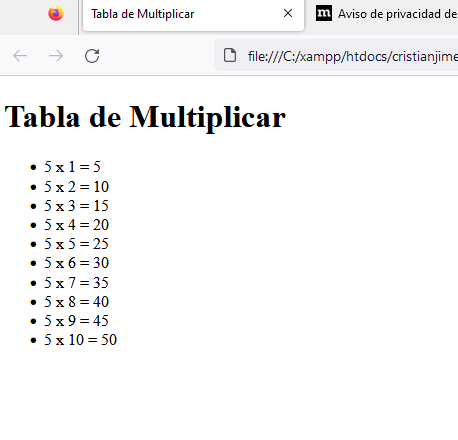 Tabla de Multiplicar
Aviso de privacidad de
file:///C:/xampp/htdocs/cristianjime
Tabla de Multiplicar
5 x 1 = 5
5 x 2 = 10
5 x 3 = 15
5 x 4 = 20
5 x 5 = 25
5 x 6 = 30
5 x 7 = 35
5 x 8 = 40
5 x 9 = 45
5 x 10 = 50